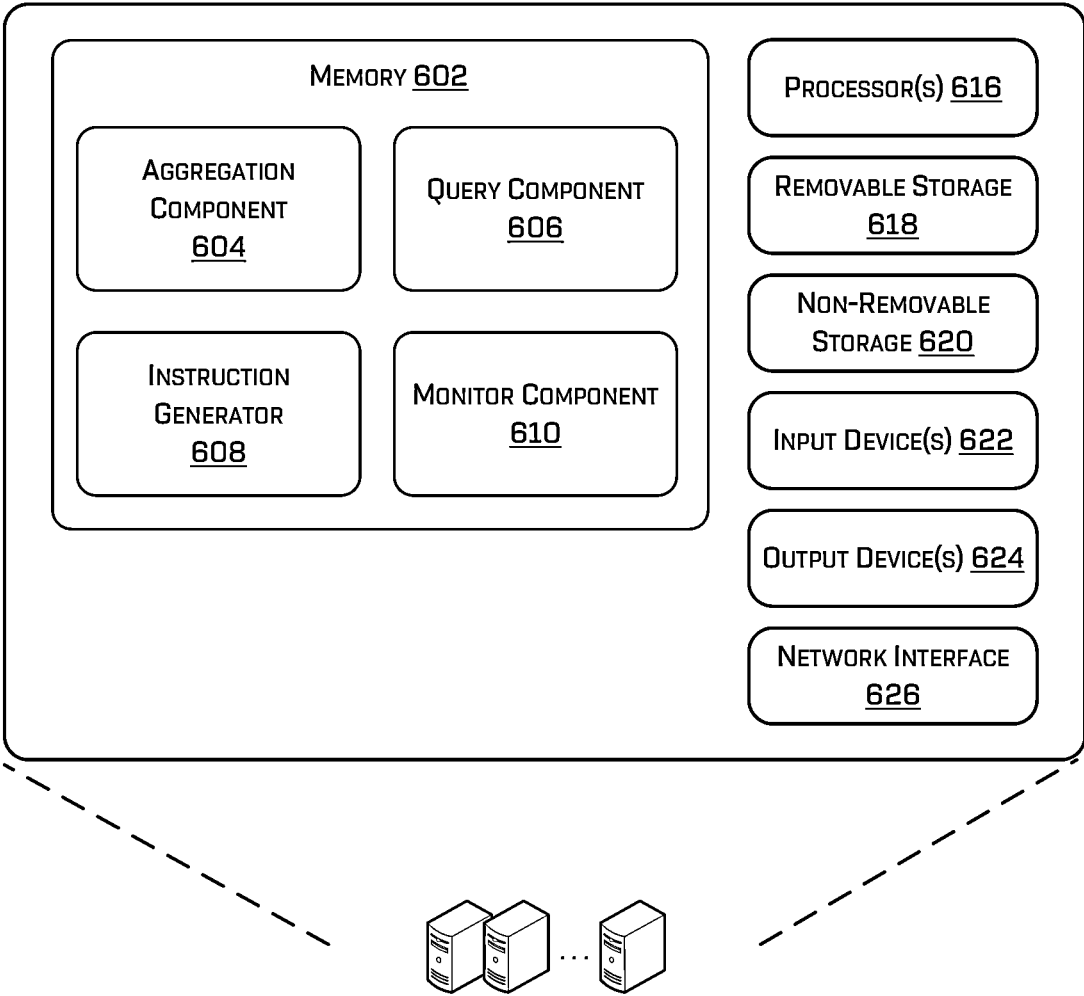 Memory 602
Aggregation
Component
604
Query Component
606
Instruction
Generator
608
Monitor Component
610
Processor(s) 616
Removable Storage
618
Non-Removable
Storage 620
Input Device(s) 622
Output Device(s) 624
Network Interface
626
...